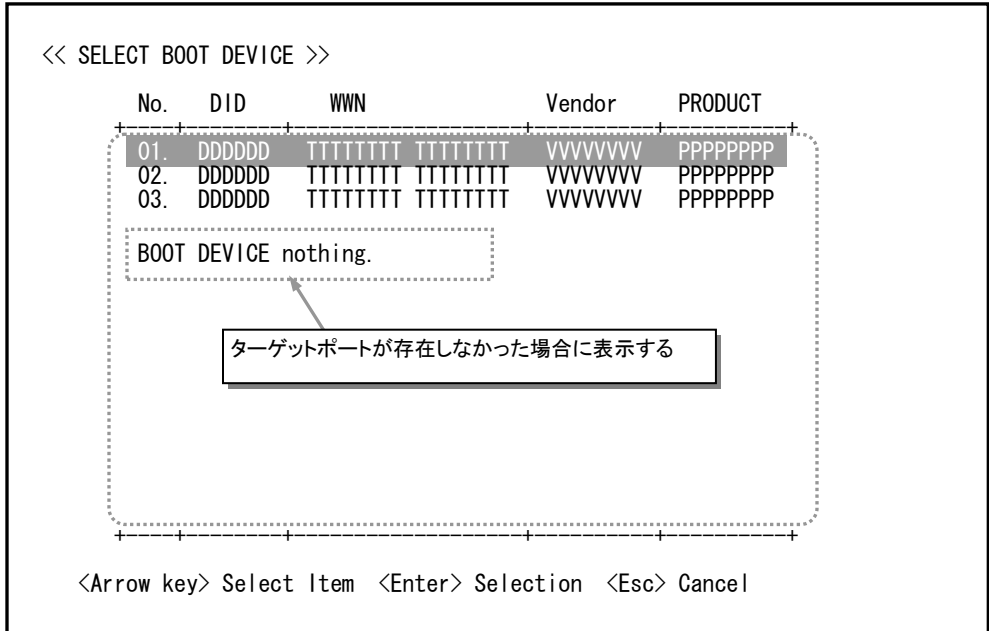 << SELECT BOOT DEVICE >>
No. DID WWN Vendor PRODUCT
+----+--------+-------------------+----------+----------+
01. DDDDDD TTTTTTTT TTTTTTTT VVVVVVVV PPPPPPPP
02. DDDDDD TTTTTTTT TTTTTTTT VVVVVVVV PPPPPPPP
03. DDDDDD TTTTTTTT TTTTTTTT VVVVVVVV PPPPPPPP
BOOT DEVICE nothing.
ターゲットポートが存在しなかった場合に表示する
+----+--------+-------------------+----------+----------+
<Arrow key> Select Item <Enter> Selection <Esc> Cancel